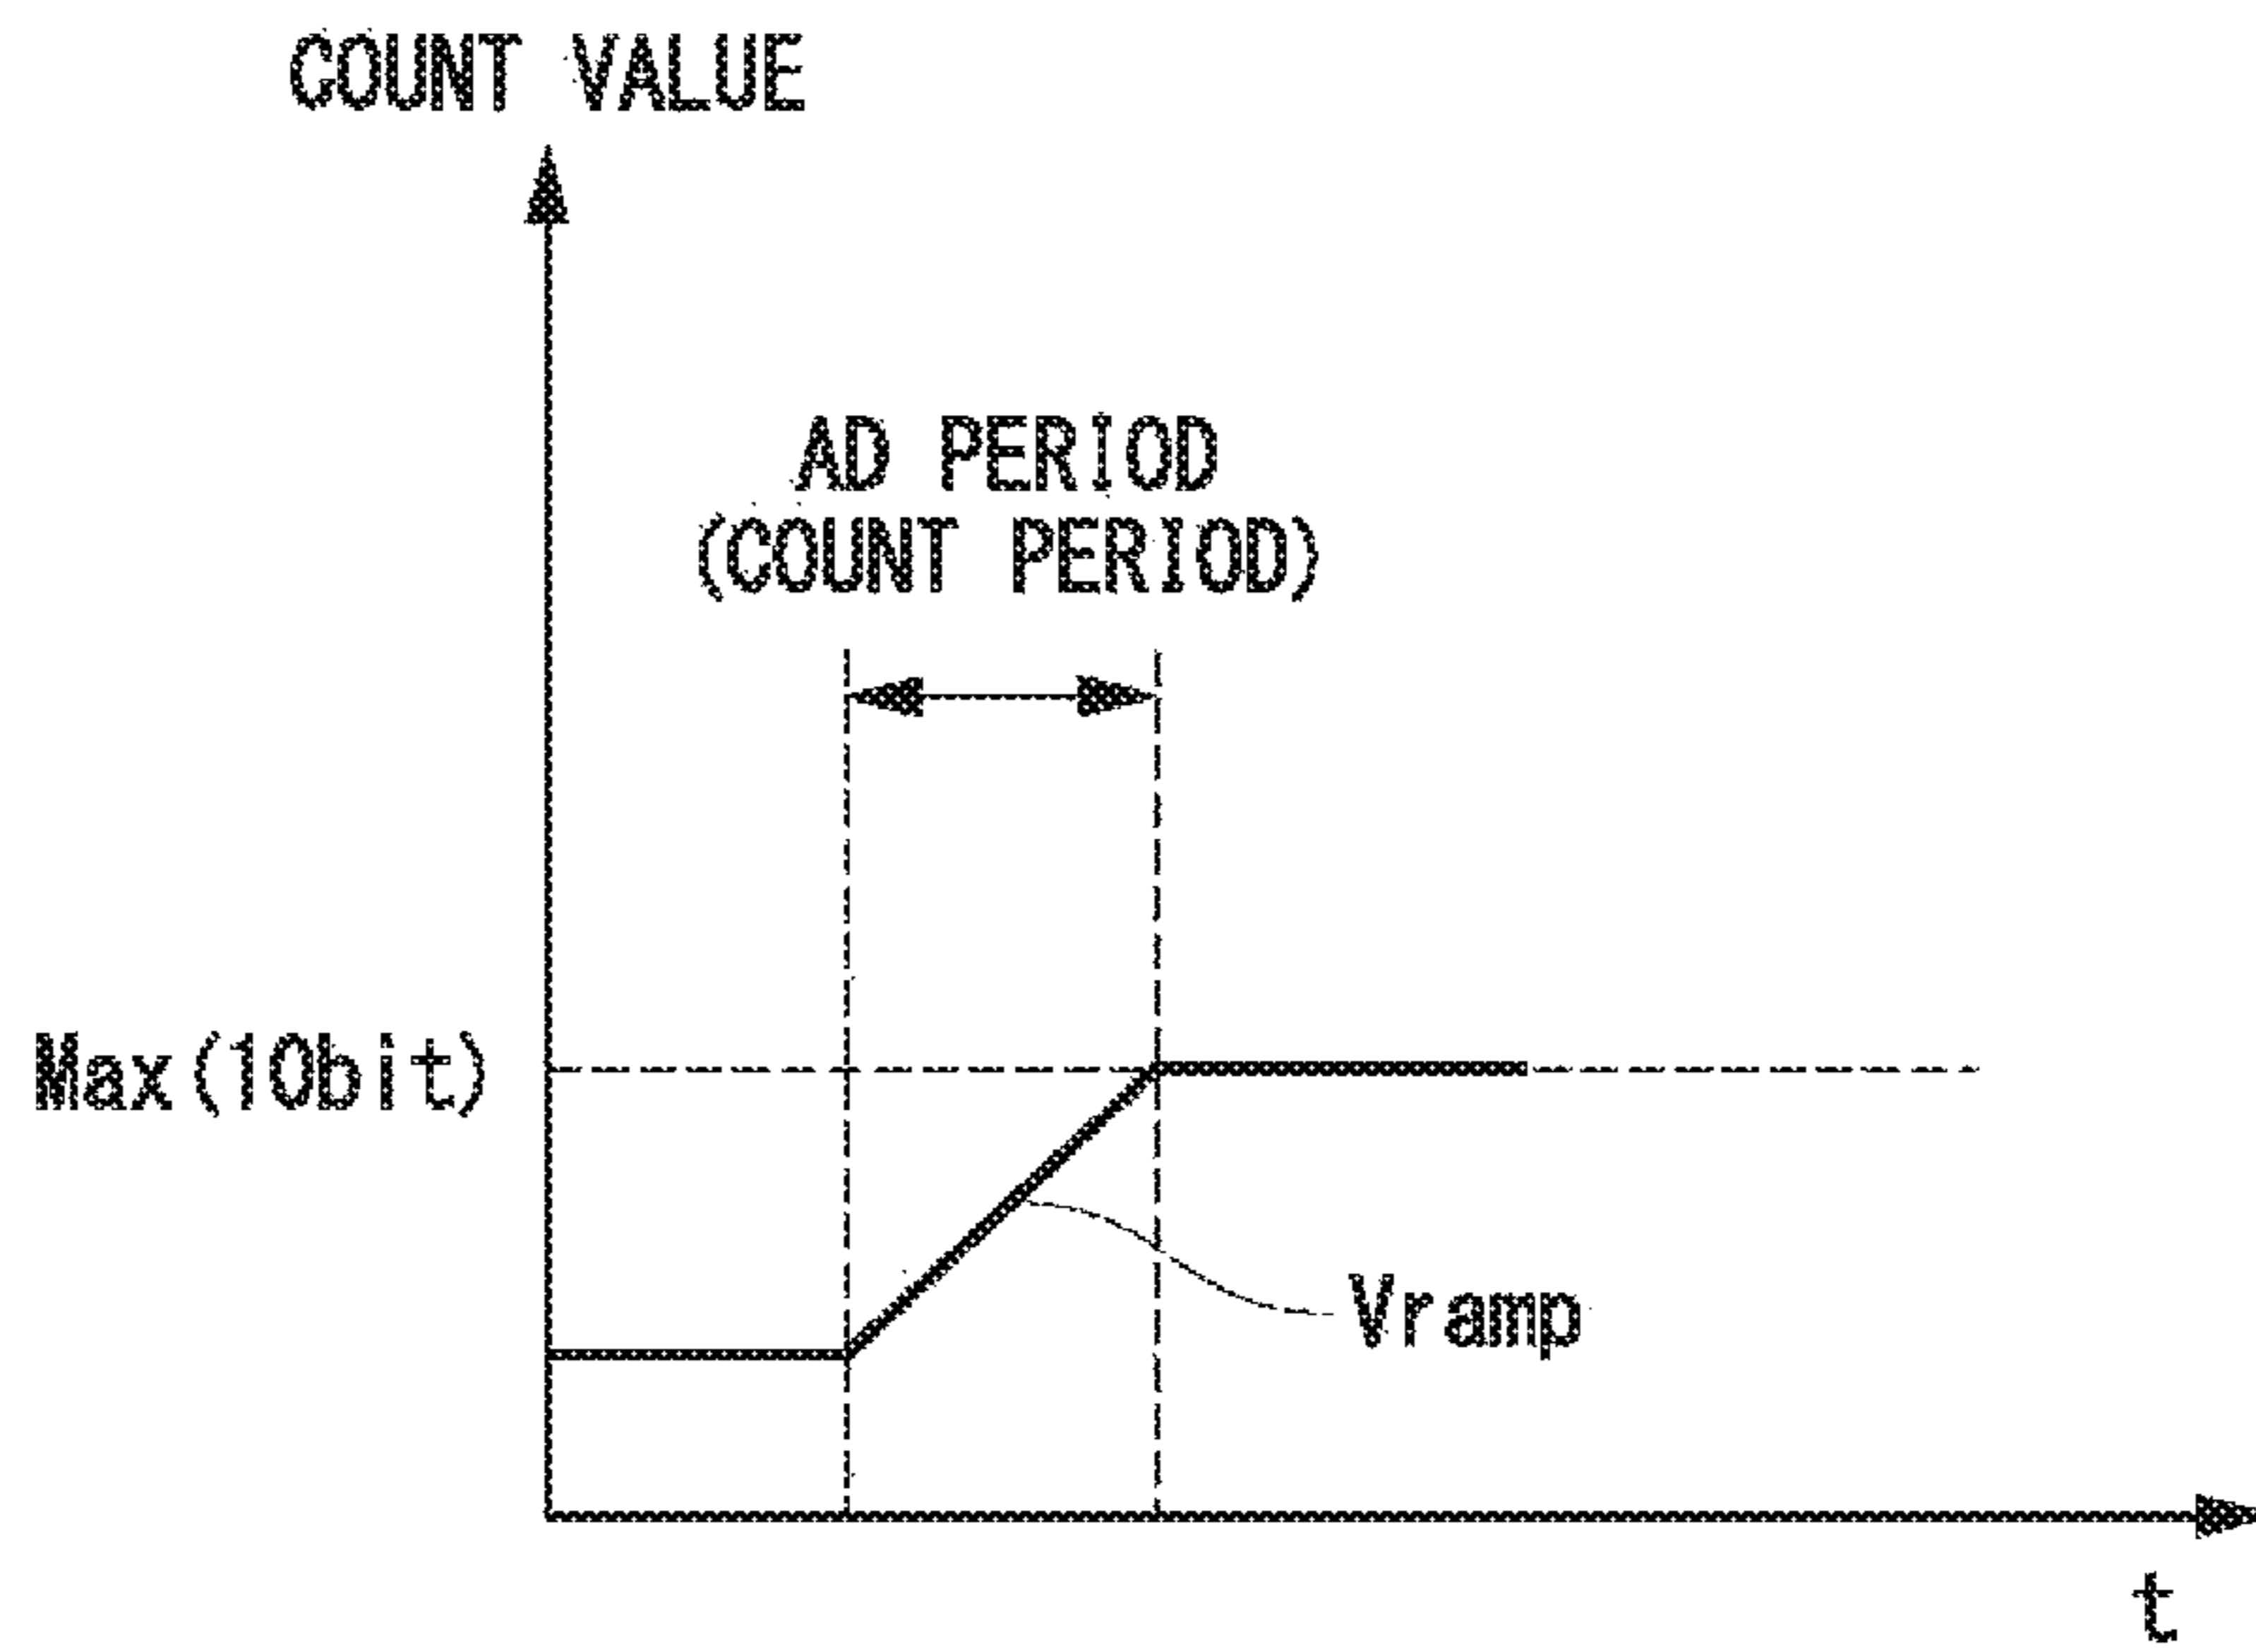 COUNT VALUE
AD PERIOD
(COUNT PERIOD)
Max(10bit)
Vramp
t